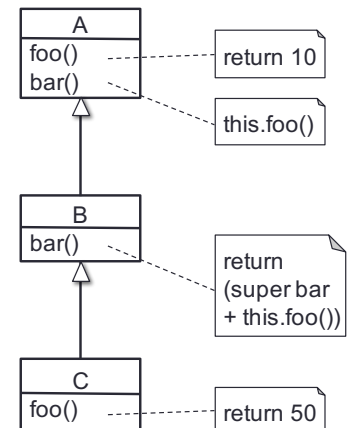 A
foo()
bar()
return 10
this.foo()
B
bar()
return
(super bar
+ this.foo())
C
foo()
return 50